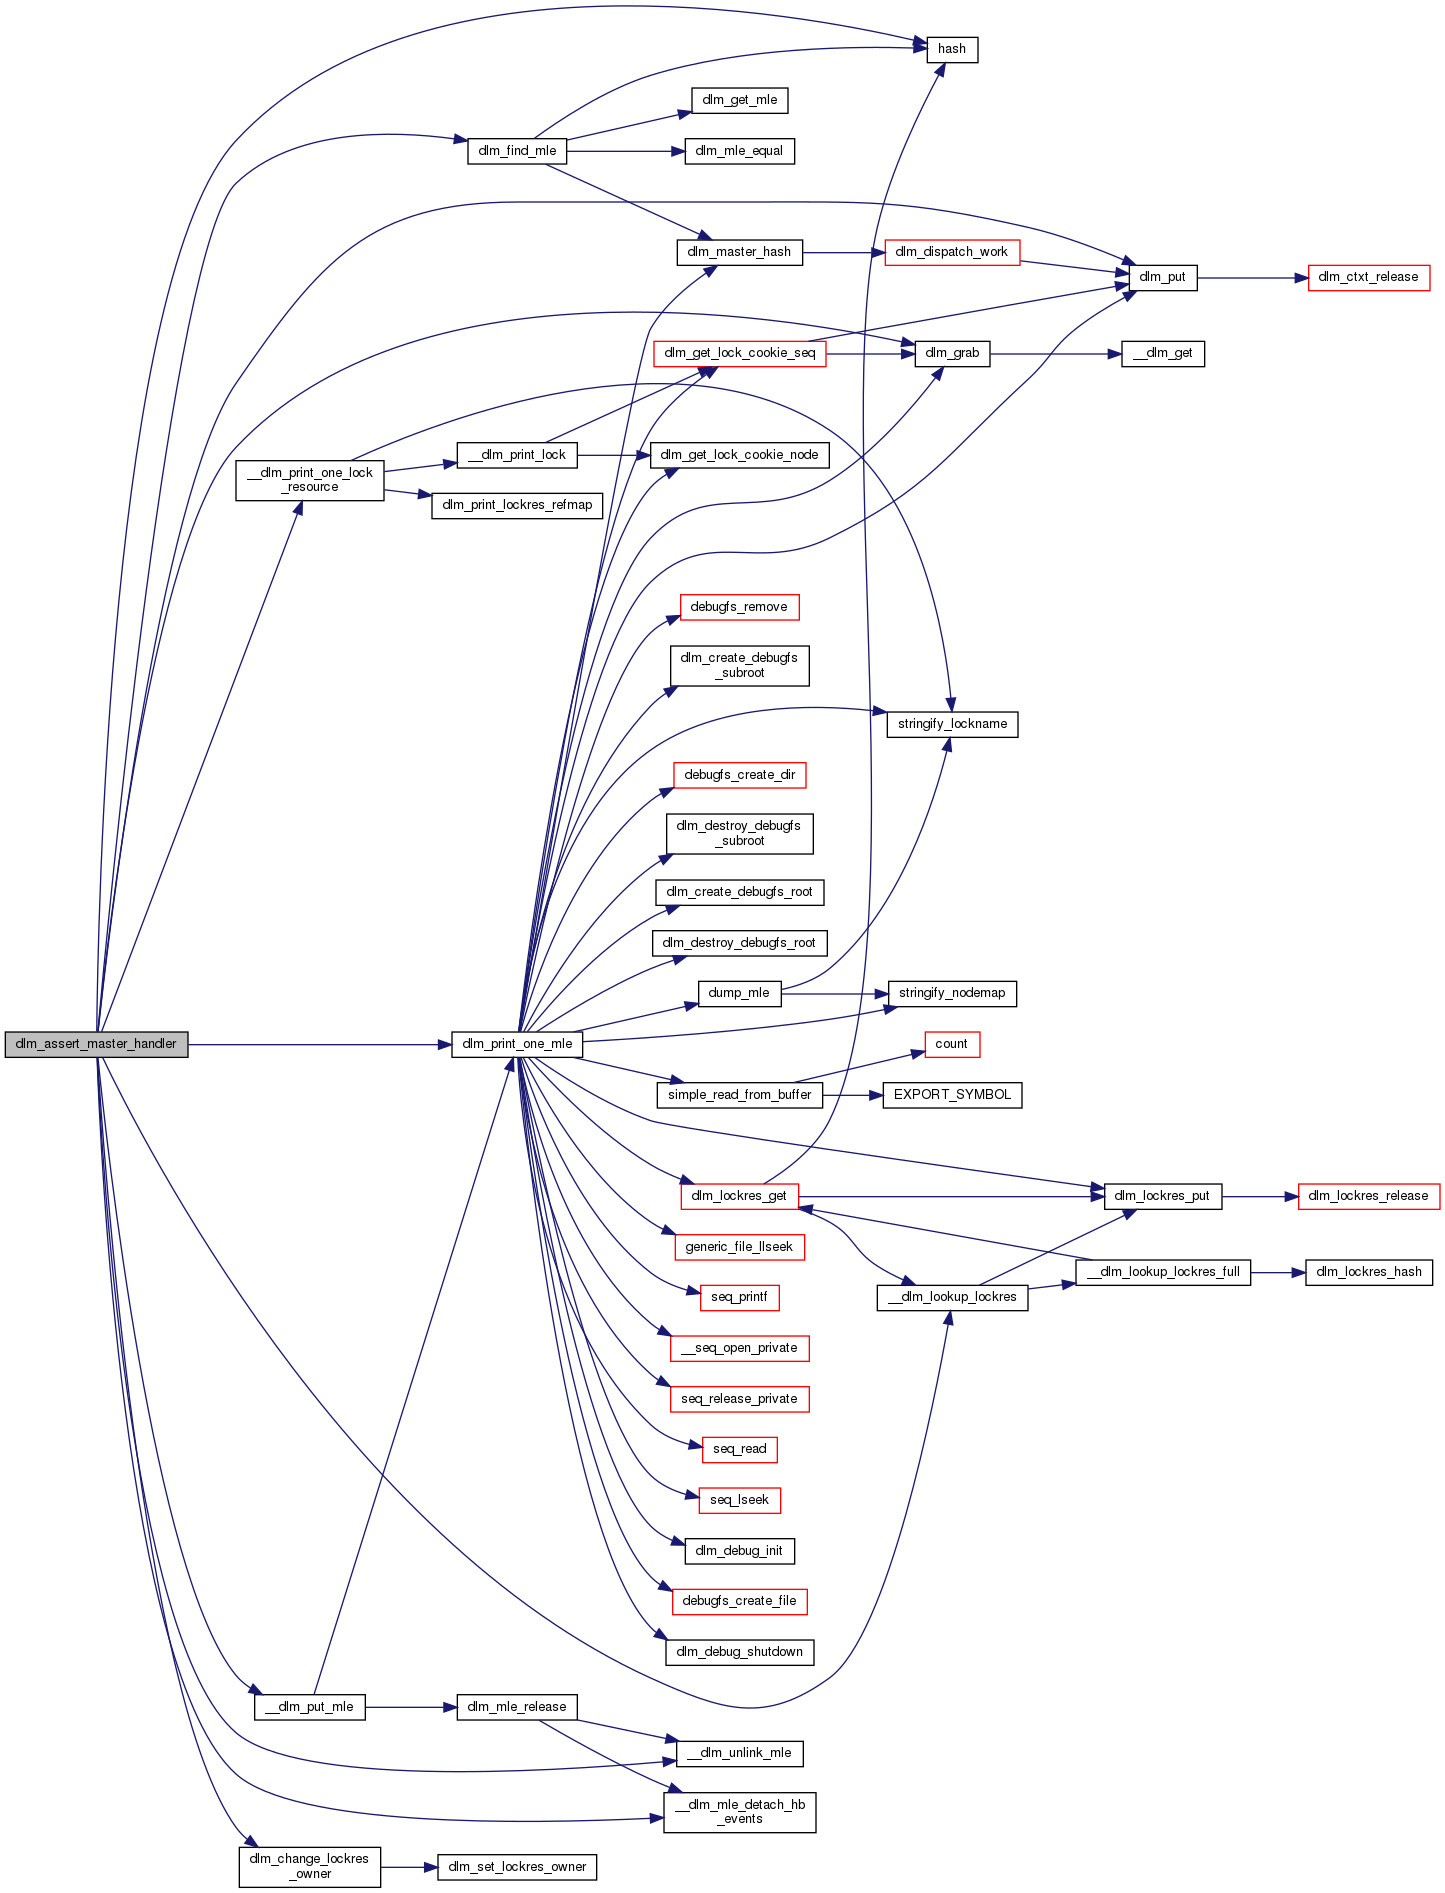 hash
dlm_get_mle
dlm_find_mle
dlm_mle_equal
dlm_master_hash
dlm_dispatch_work
dlm_put
dlm_ctxt_release
dlm_get_lock_cookie_seq
dlm_grab
__dlm_get
__dlm_print_one_lock
_resource
__dlm_print_lock
dlm_get_lock_cookie_node
dlm_print_lockres_refmap
debugfs_remove
dlm_create_debugfs
_subroot
stringify_lockname
debugfs_create_dir
dlm_destroy_debugfs
_subroot
dlm_create_debugfs_root
dlm_destroy_debugfs_root
dump_mle
stringify_nodemap
dlm_assert_master_handler
dlm_print_one_mle
count
simple_read_from_buffer
EXPORT_SYMBOL
dlm_lockres_get
dlm_lockres_put
dlm_lockres_release
generic_file_llseek
__dlm_lookup_lockres_full
dlm_lockres_hash
seq_printf
__dlm_lookup_lockres
__seq_open_private
seq_release_private
seq_read
seq_lseek
dlm_debug_init
debugfs_create_file
dlm_debug_shutdown
__dlm_put_mle
dlm_mle_release
__dlm_unlink_mle
__dlm_mle_detach_hb
_events
dlm_change_lockres
_owner
dlm_set_lockres_owner